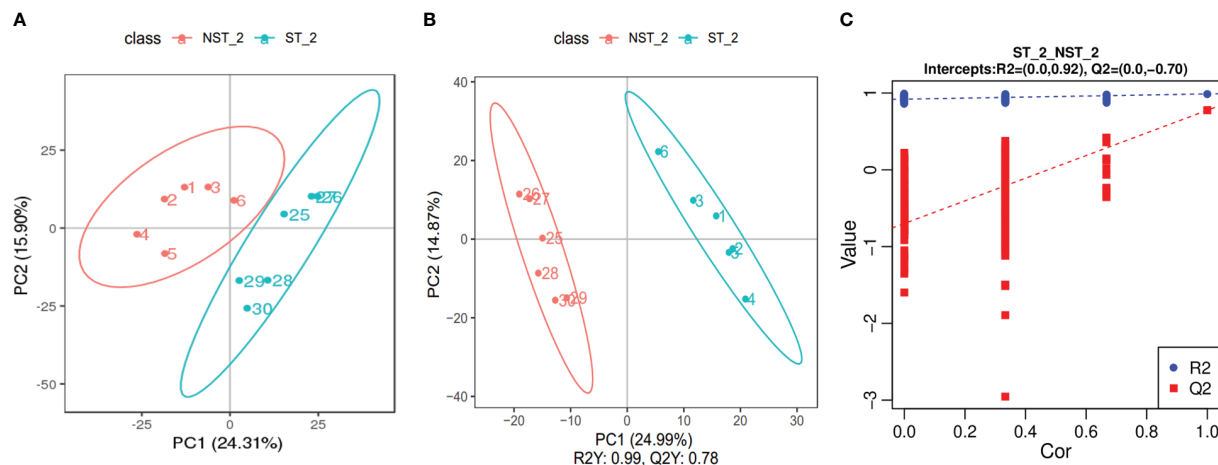 A
class a NST_2 a ST_2
PC2 (15.90%)
25
0
-25
-50
1
2
3
6
4
5
25
27
26
29
28
30
-25
0
25
PC1 (24.31%)
B
class a NST_2 a ST_2
PC2 (14.87%)
40
20
0
−20
−40
26
27
25
28
30
29
6
3
1
2
4
−20
−10
0
10
20
30
PC1 (24.99%)
R2Y: 0.99, Q2Y: 0.78
C
ST_2_NST_2
Intercepts:R2=(0.0,0.92), Q2=(0.0,−0.70)
Value
1
0
−1
−2
−3
R2
Q2
0.0 0.2 0.4 0.6 0.8 1.0
Cor